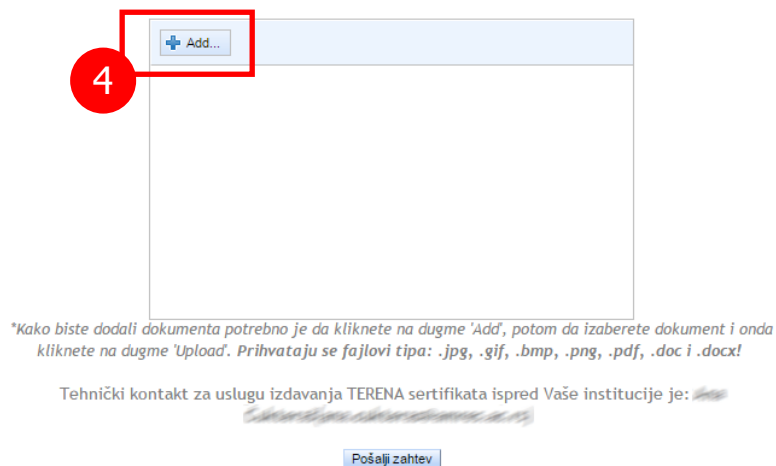 Add...
4
*Kako biste dodali dokumenta potrebno je da kliknete na dugme 'Add', potom da izaberete dokument i onda
kliknete na dugme 'Upload'. Prihvataju se fajlovi tipa: .jpg, .gif, .bmp, .png, .pdf, .doc i .docx!
Tehnički kontakt za uslugu izdavanja TERENA sertifikata ispred Vaše institucije je:
Pošalji zahtev